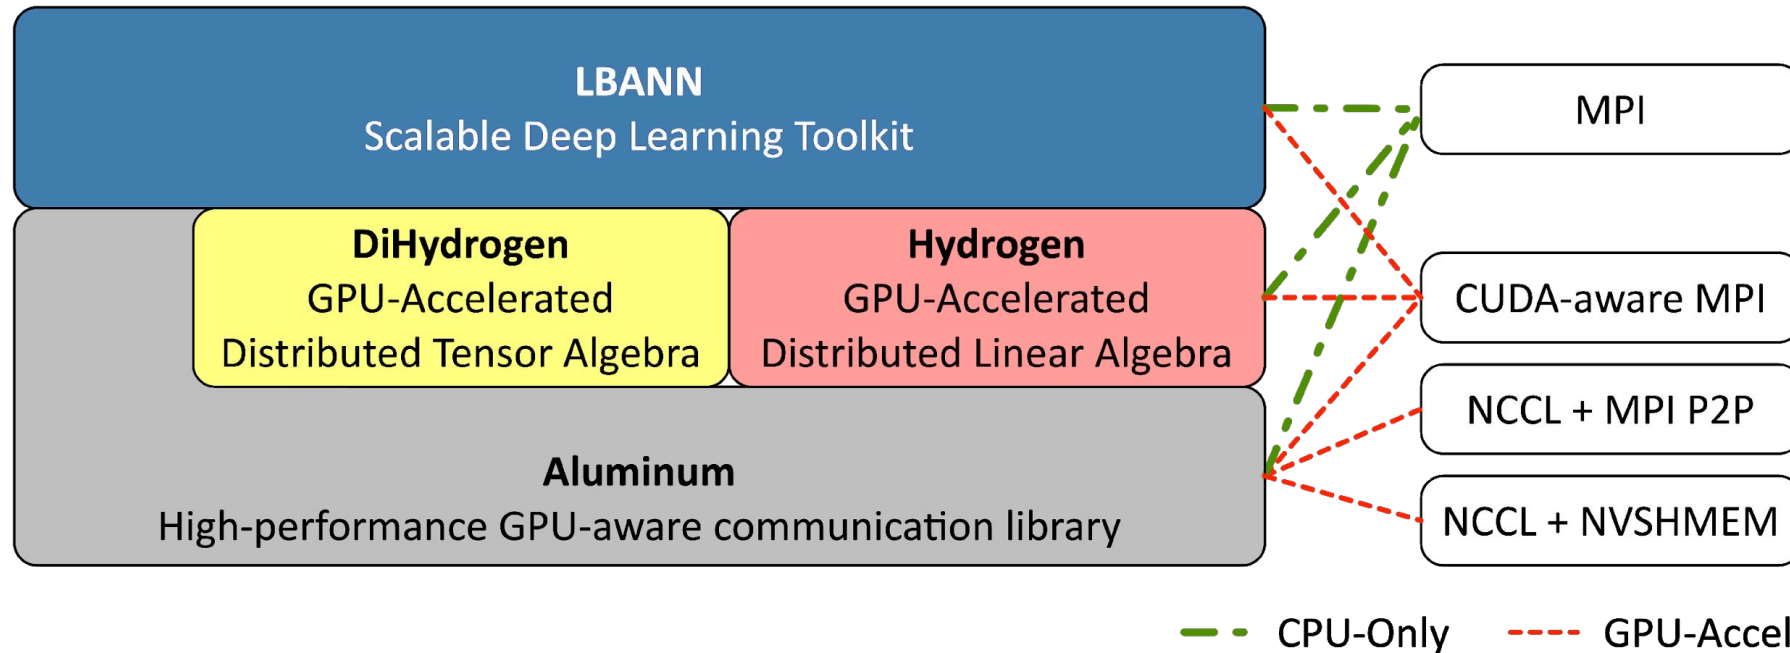 LBANN
Scalable Deep Learning Toolkit
DiHydrogen
GPU-Accelerated
Distributed Tensor Algebra
Hydrogen
GPU-Accelerated
Distributed Linear Algebra
Aluminum
High-performance GPU-aware communication library
MPI
CUDA-aware MPI
NCCL + MPI P2P
NCCL + NVSHMEM
CPU-Only
GPU-Accel